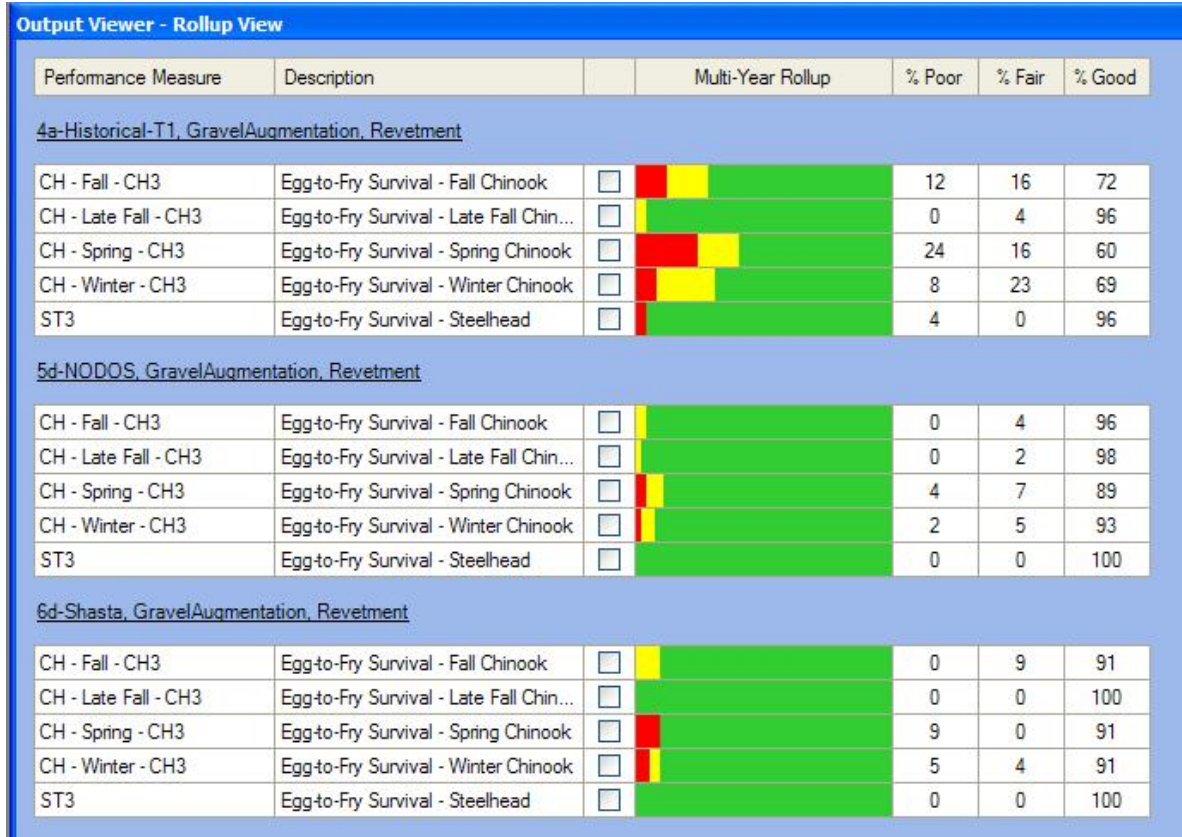 Output Viewer - Rollup View
Performance Measure Description Multi-Year Rollup % Poor % Fair % Good
4a-Historical-T1, GravelAugmentation, Revetment
CH - Fall - CH3 Egg-to-Fry Survival - Fall Chinook 12 16 72
CH - Late Fall - CH3 Egg-to-Fry Survival - Late Fall Chin... 0 4 96
CH - Spring - CH3 Egg-to-Fry Survival - Spring Chinook 24 16 60
CH - Winter - CH3 Egg-to-Fry Survival - Winter Chinook 8 23 69
ST3 Egg-to-Fry Survival - Steelhead 4 0 96
5d-NODOS, GravelAugmentation, Revetment
CH - Fall - CH3 Egg-to-Fry Survival - Fall Chinook 0 4 96
CH - Late Fall - CH3 Egg-to-Fry Survival - Late Fall Chin... 0 2 98
CH - Spring - CH3 Egg-to-Fry Survival - Spring Chinook 4 7 89
CH - Winter - CH3 Egg-to-Fry Survival - Winter Chinook 2 5 93
ST3 Egg-to-Fry Survival - Steelhead 0 0 100
6d-Shasta, GravelAugmentation, Revetment
CH - Fall - CH3 Egg-to-Fry Survival - Fall Chinook 0 9 91
CH - Late Fall - CH3 Egg-to-Fry Survival - Late Fall Chin... 0 0 100
CH - Spring - CH3 Egg-to-Fry Survival - Spring Chinook 9 0 91
CH - Winter - CH3 Egg-to-Fry Survival - Winter Chinook 5 4 91
ST3 Egg-to-Fry Survival - Steelhead 0 0 100